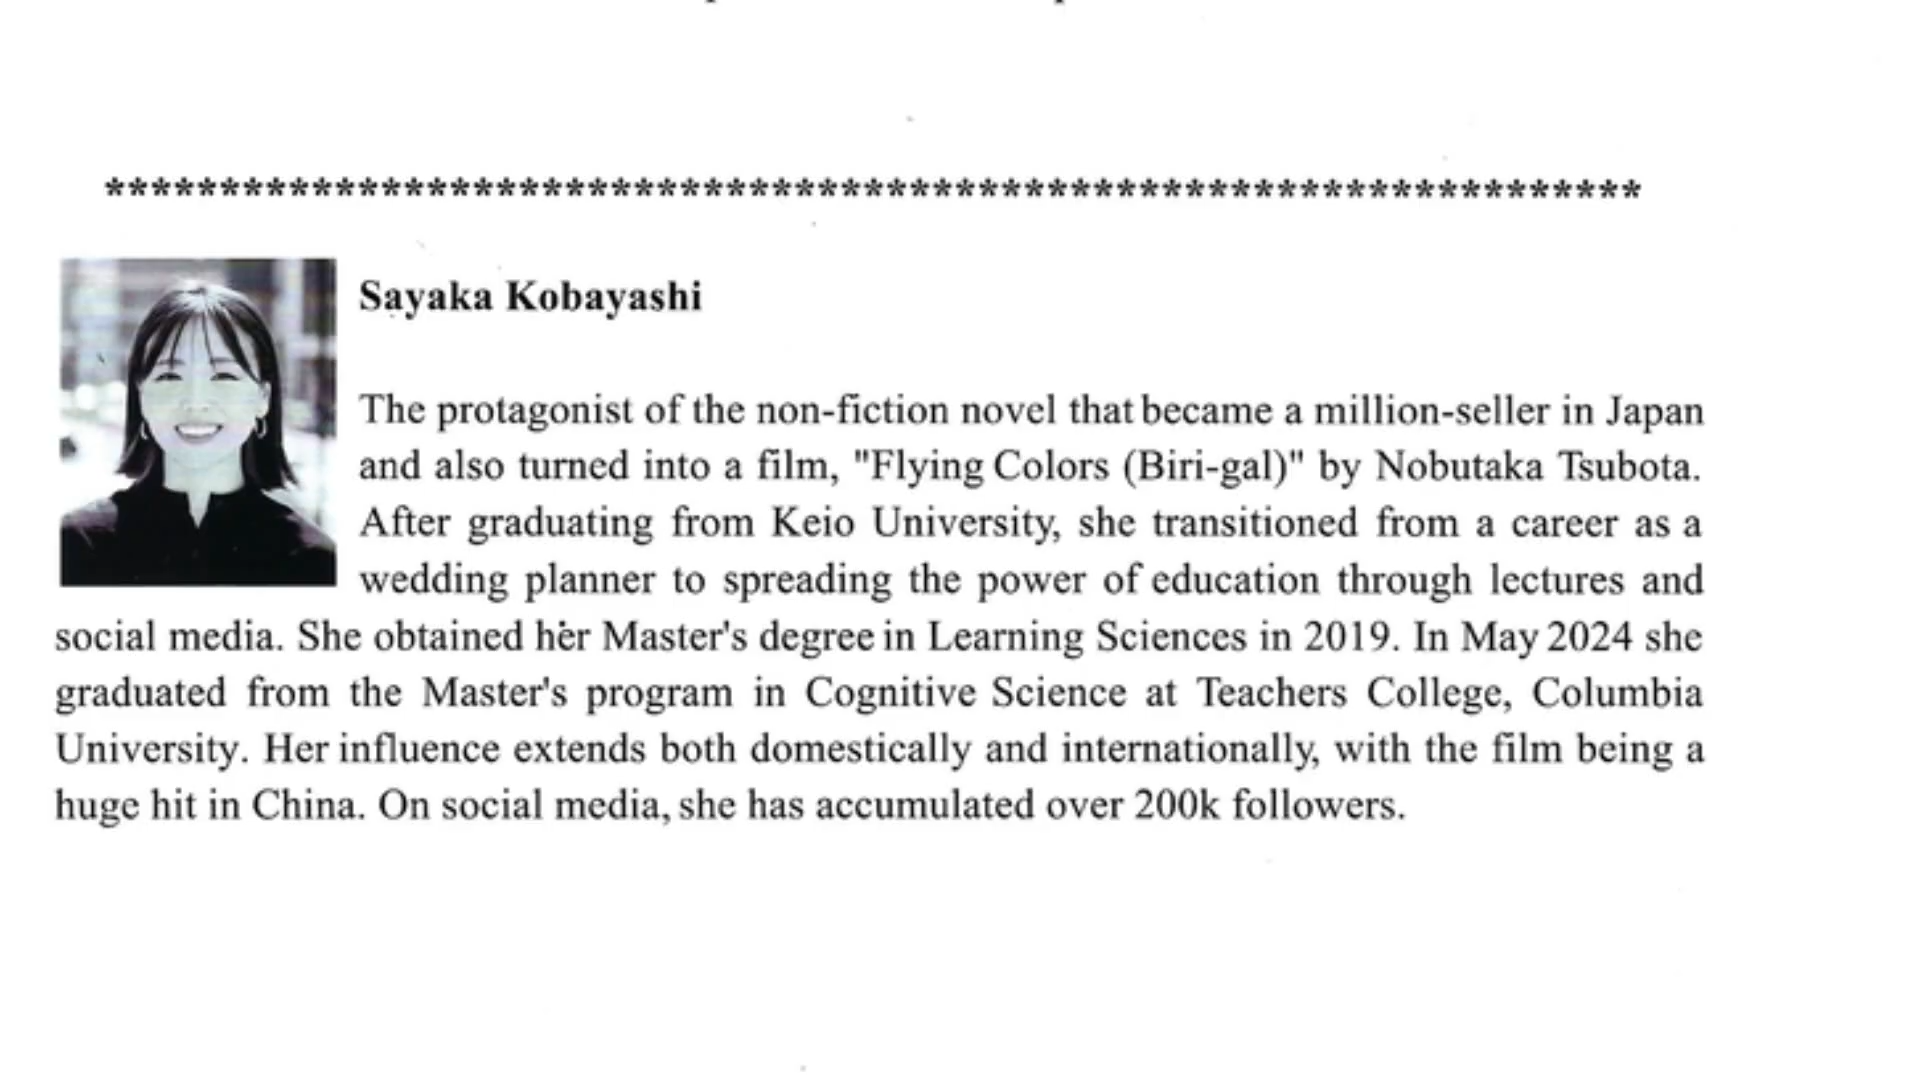 ****************************************************************
Sayaka Kobayashi
The protagonist of the non-fiction novel that became a million-seller in Japan
and also turned into a film, "Flying Colors (Biri-gal)" by Nobutaka Tsubota.
After graduating from Keio University, she transitioned from a career as a
wedding planner to spreading the power of education through lectures and
social media. She obtained her Master's degree in Learning Sciences in 2019. In May 2024 she
graduated from the Master's program in Cognitive Science at Teachers College, Columbia
University. Her influence extends both domestically and internationally, with the film being a
huge hit in China. On social media, she has accumulated over 200k followers.